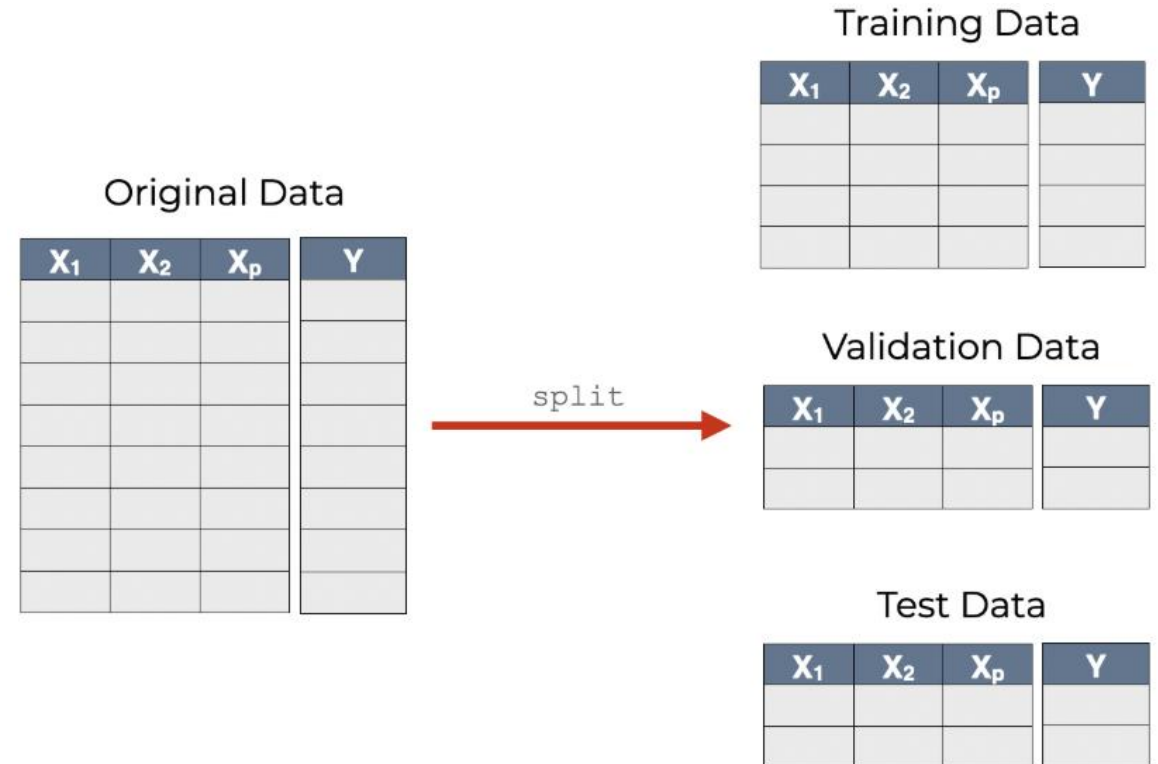 Original Data
X₁ X₂ Xₚ Y
split
Training Data
X₁ X₂ Xₚ Y
Validation Data
X₁ X₂ Xₚ Y
Test Data
X₁ X₂ Xₚ Y